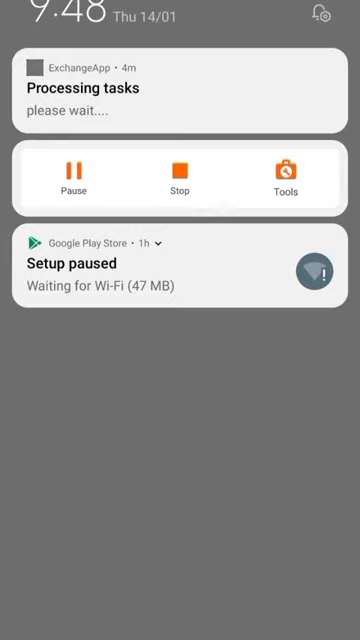 9:48 Thu 14/01
ExchangeApp • 4m
Processing tasks
please wait....
Pause Stop Tools
Google Play Store • 1h
Setup paused
Waiting for Wi-Fi (47 MB)